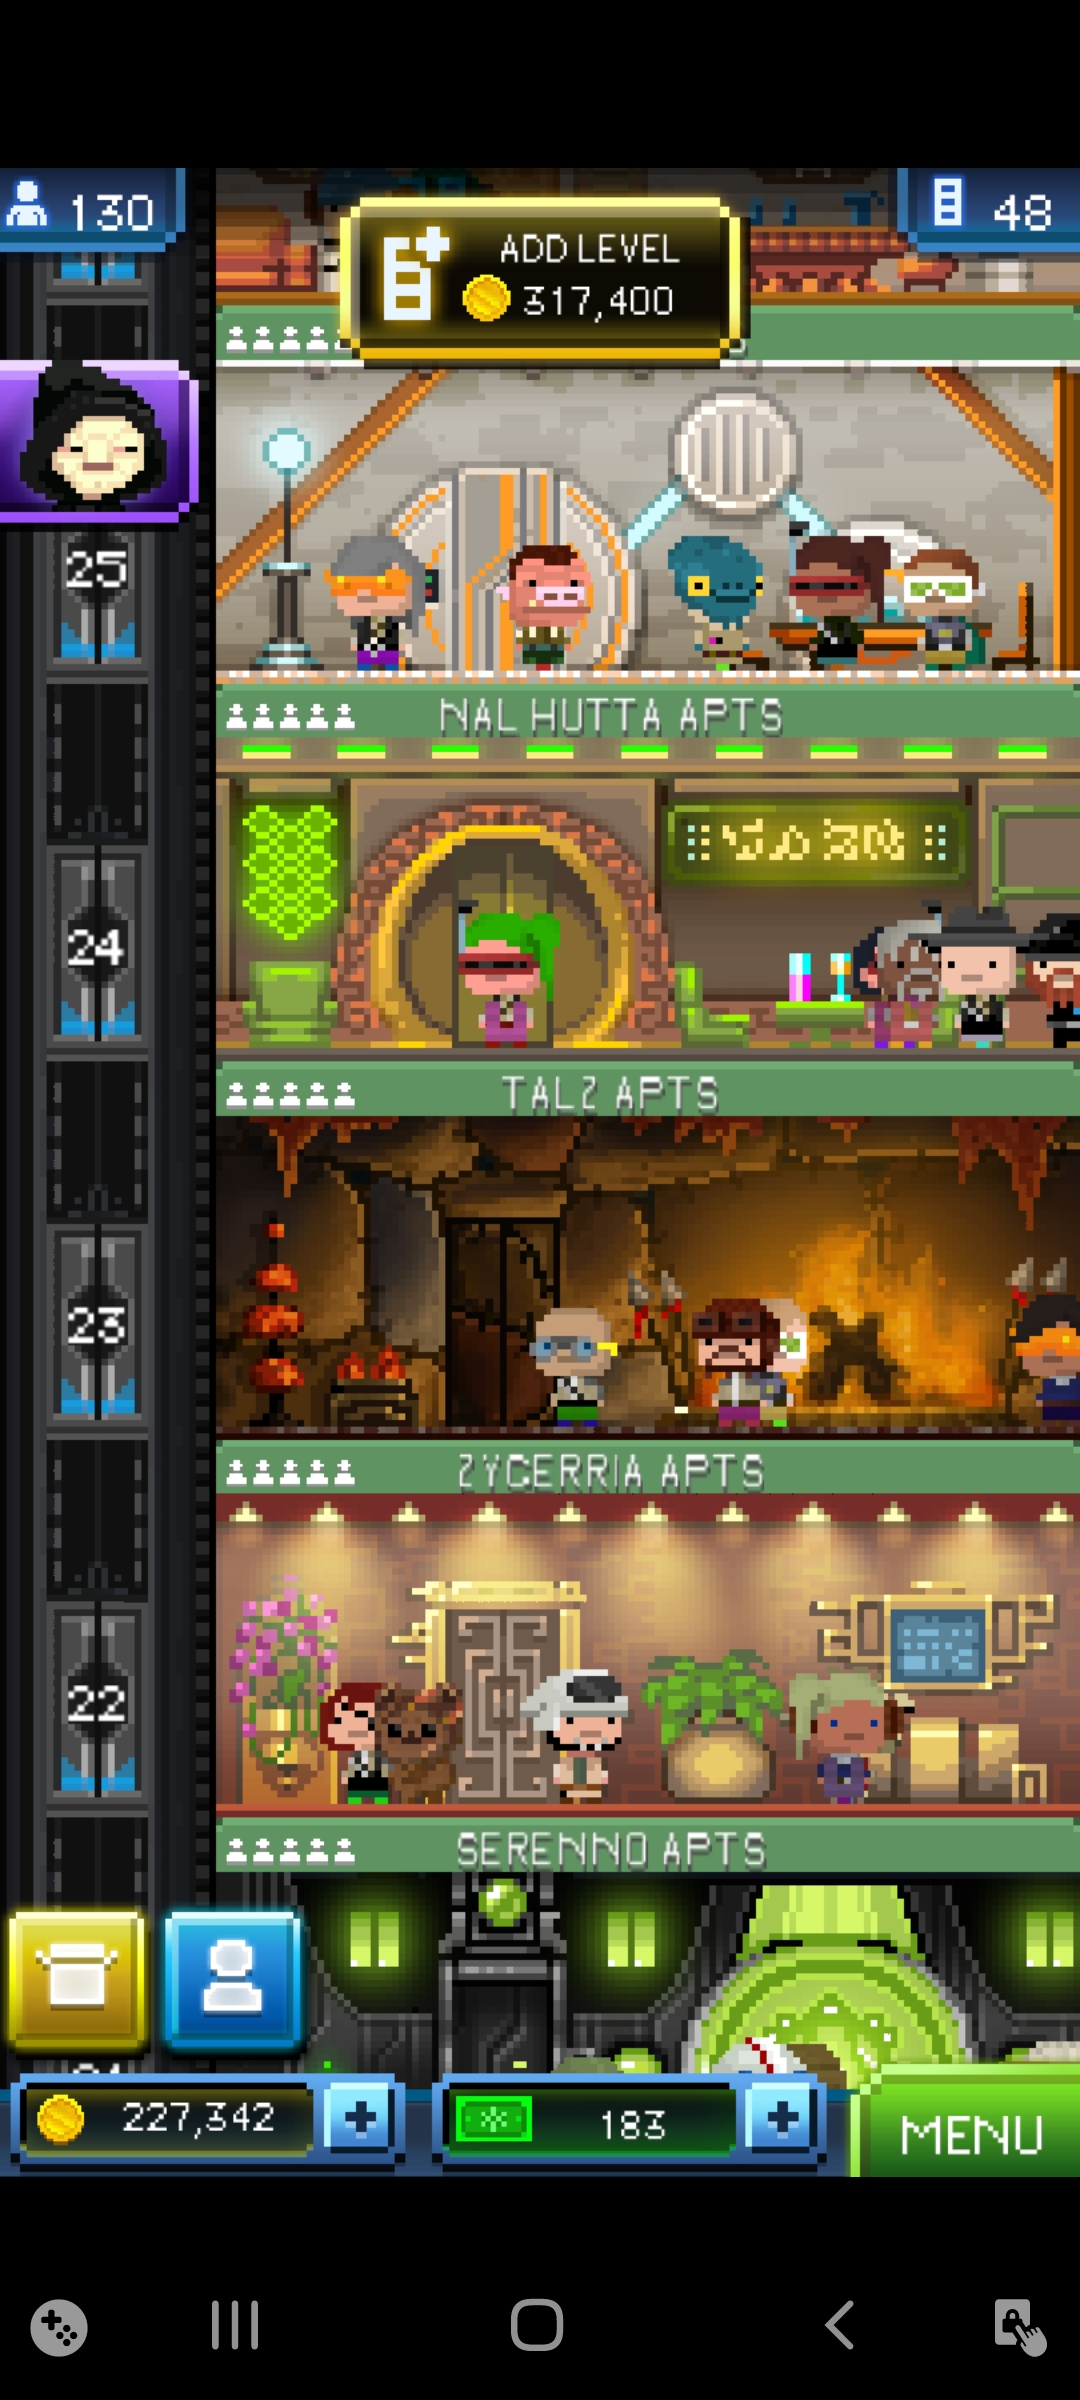 130
ADD LEVEL
317,400
48
25
NAL HUTTA APTS
24
TALZ APTS
23
ZYGERRIA APTS
22
SERENNO APTS
227,342
183
MENU